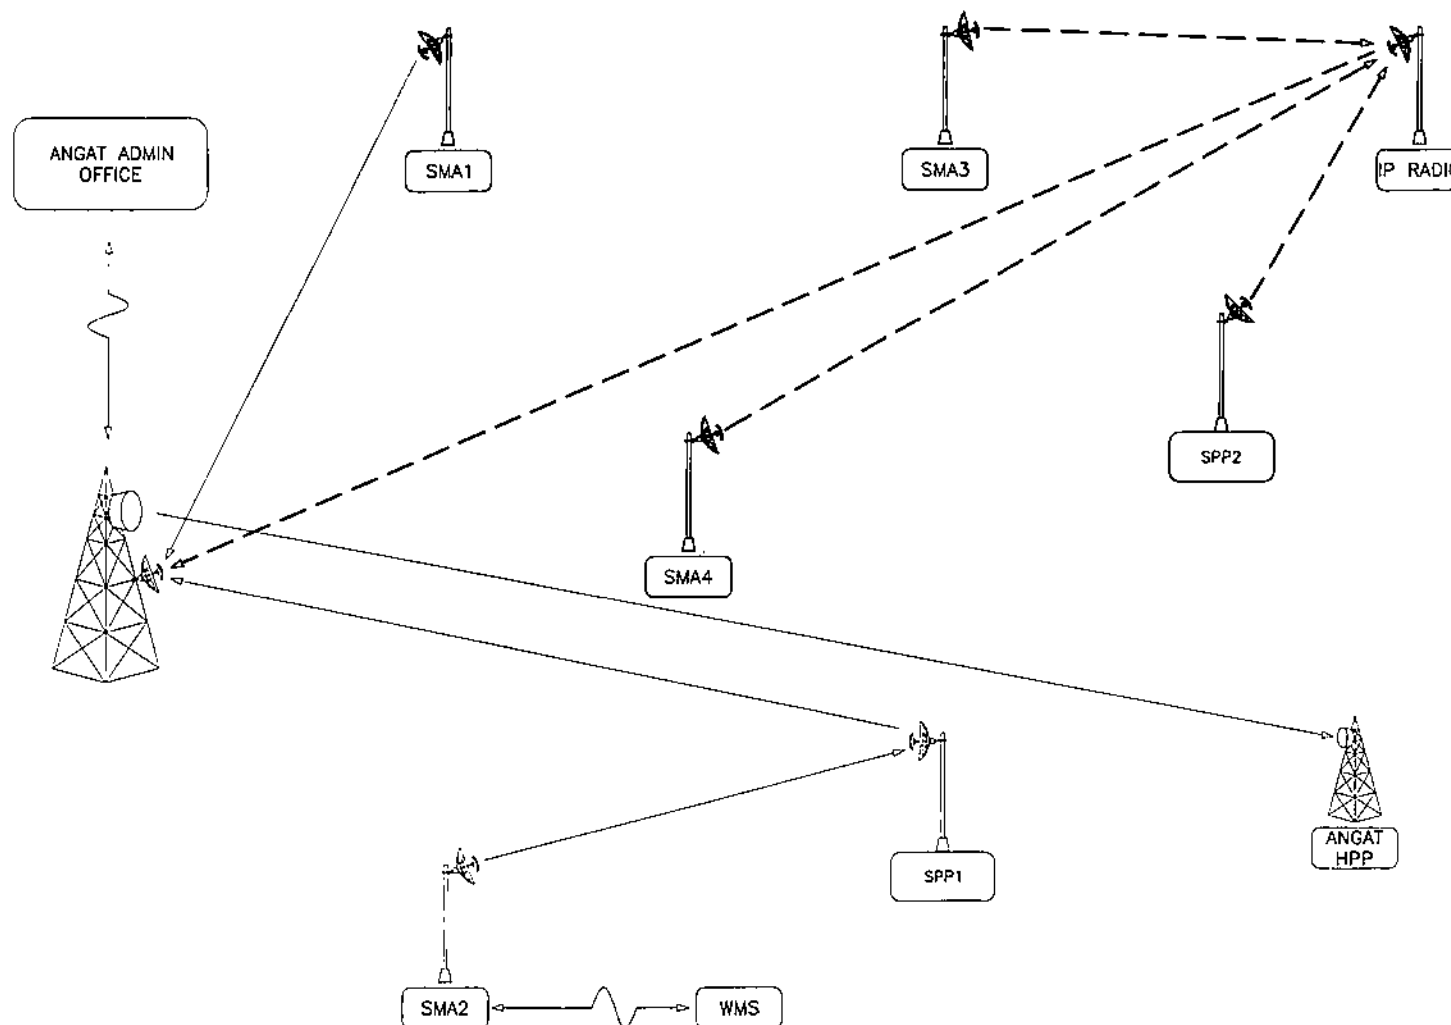 SMA1
SMA3
IP RADIO
ANGAT ADMIN
OFFICE
SPP2
SMA4
ANGAT
HPP
SPP1
SMA2
WMS